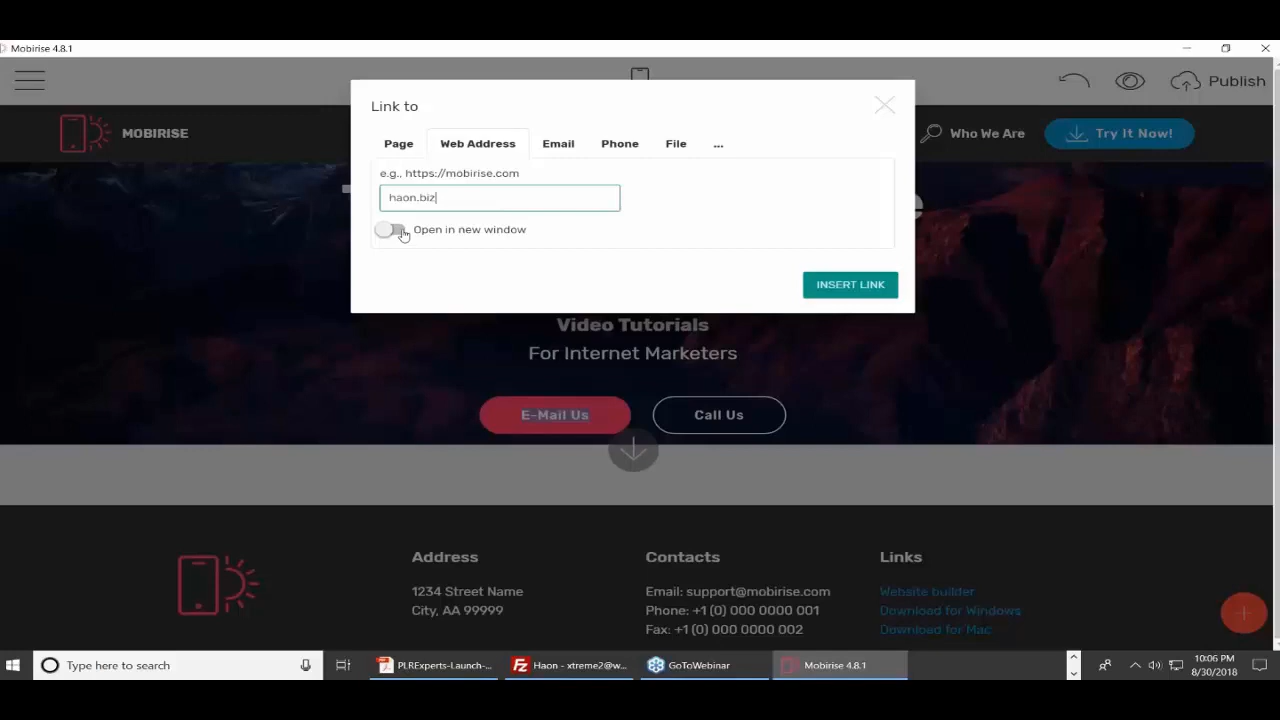 Mobirise 4.8.1
Publish
MOBIRISE
Who We Are
Try It Now!
Link to
Page
Web Address
Email
Phone
File
...
e.g., https://mobirise.com
haon.biz
Open in new window
INSERT LINK
Video Tutorials
For Internet Marketers
E-Mail Us
Call Us
Address
1234 Street Name
City, AA 99999
Contacts
Email: support@mobirise.com
Phone: +1 (0) 000 0000 001
Fax: +1 (0) 000 0000 002
Links
Website builder
Download for Windows
Download for Mac
Type here to search
PLRExperts-Launch-...
Haon - xtreme2@w...
GoToWebinar
Mobirise 4.8.1
10:06 PM
8/30/2018